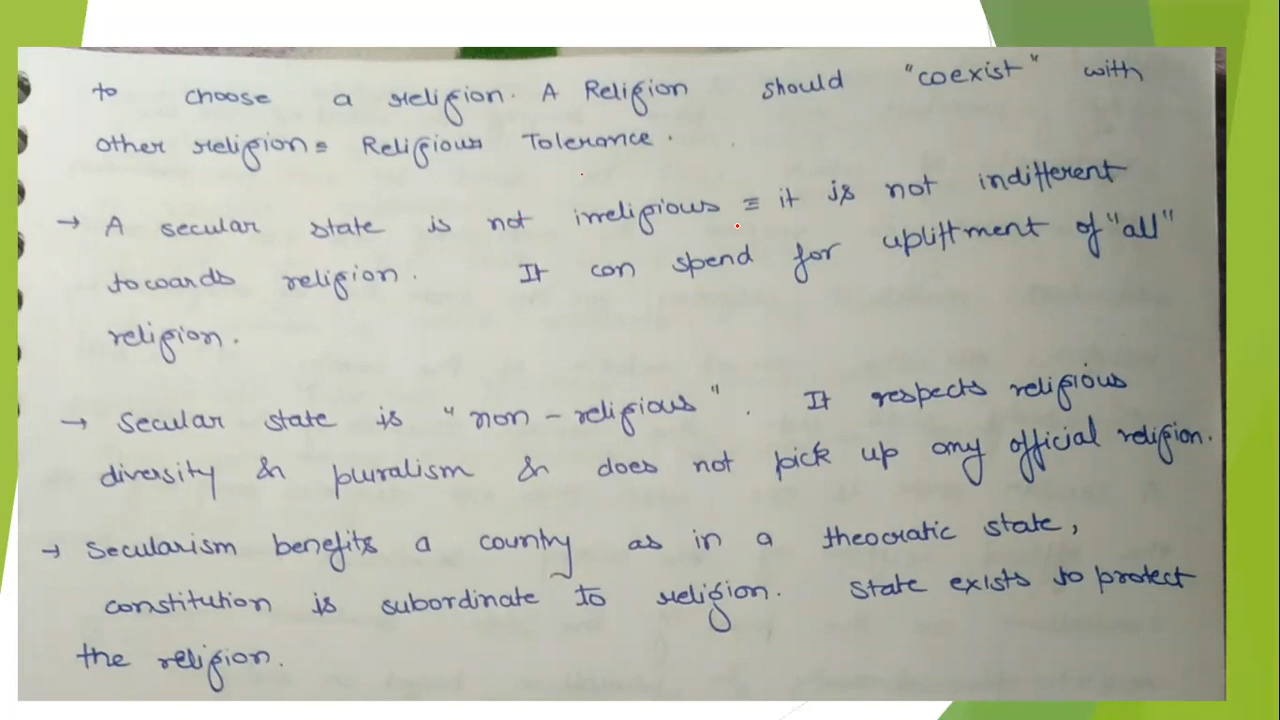 to choose a religion. A Religion should "coexist" with
other religion = Religious Tolerance.
→ A secular state is not irreligious ≡ it is not indifferent
towards religion. It can spend for upliftment of "all"
religion.
→ Secular state is "non-religious". It respects religious
diversity & pluralism & does not pick up any official religion.
→ Secularism benefits a country as in a theocratic state,
constitution is subordinate to religion. State exists to protect
the religion.